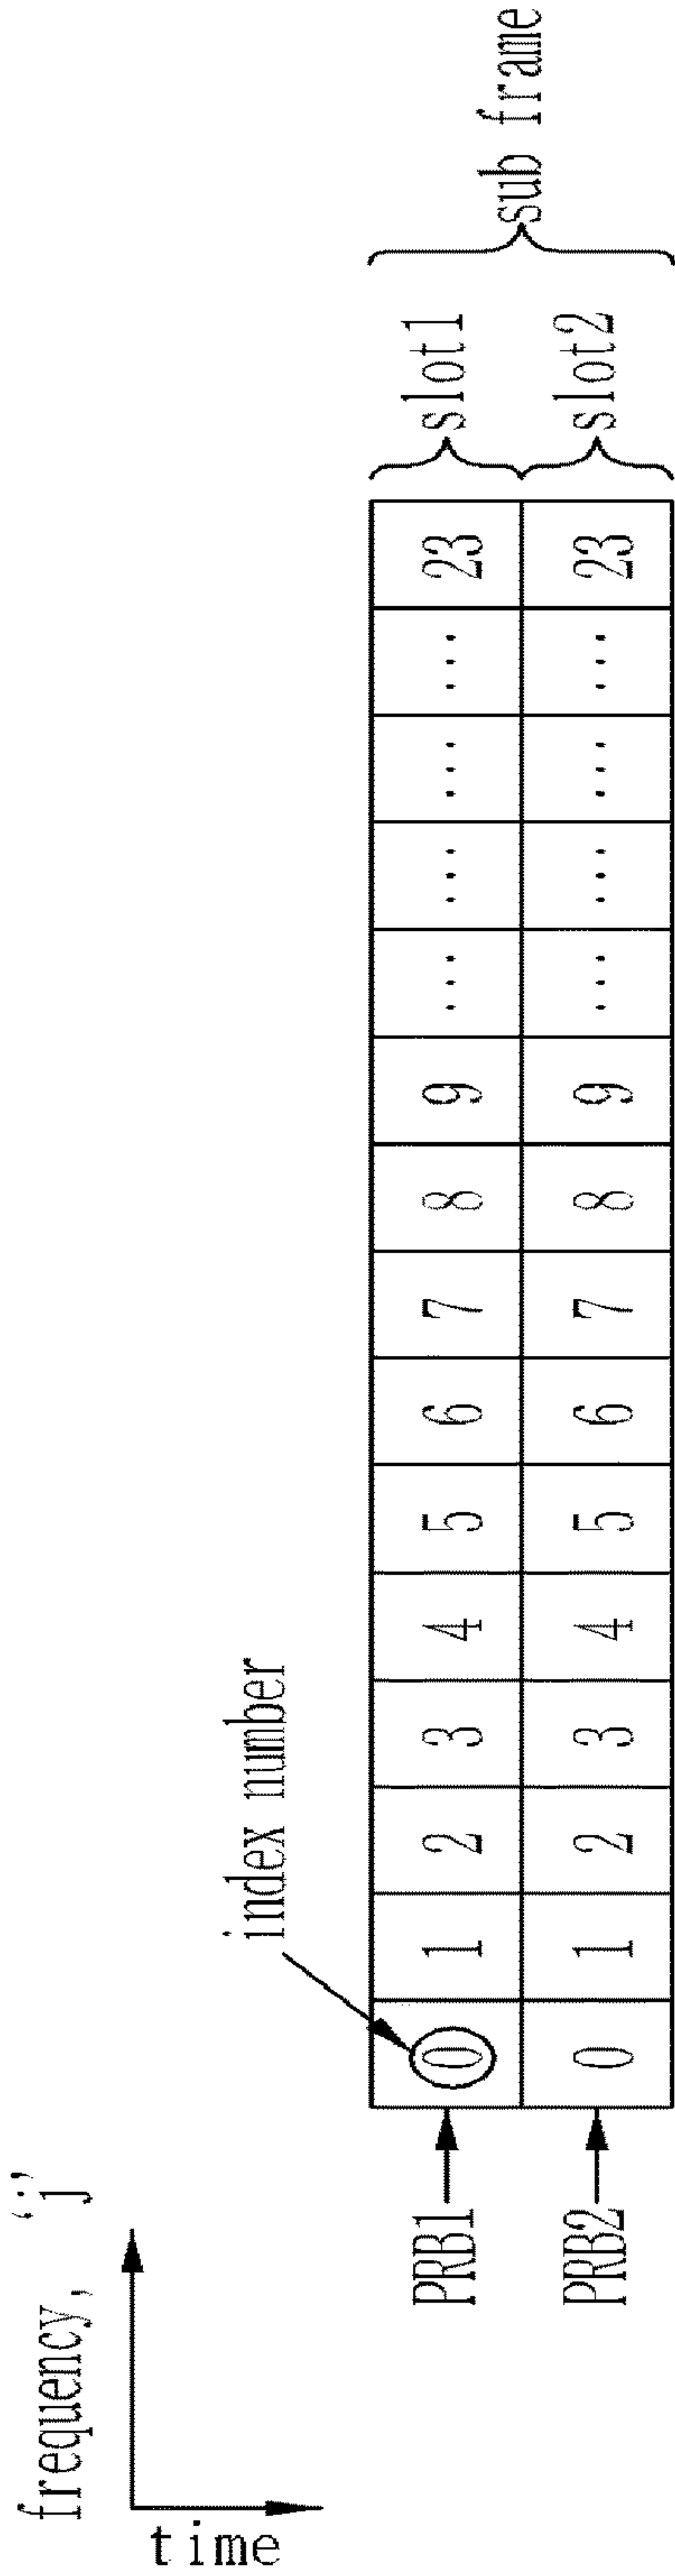 frequency, ‘j’
time
index number
PRB1 0 1 2 3 4 5 6 7 8 9 ... ... ... ... 23 slot1
PRB2 0 1 2 3 4 5 6 7 8 9 ... ... ... ... 23 slot2
sub frame